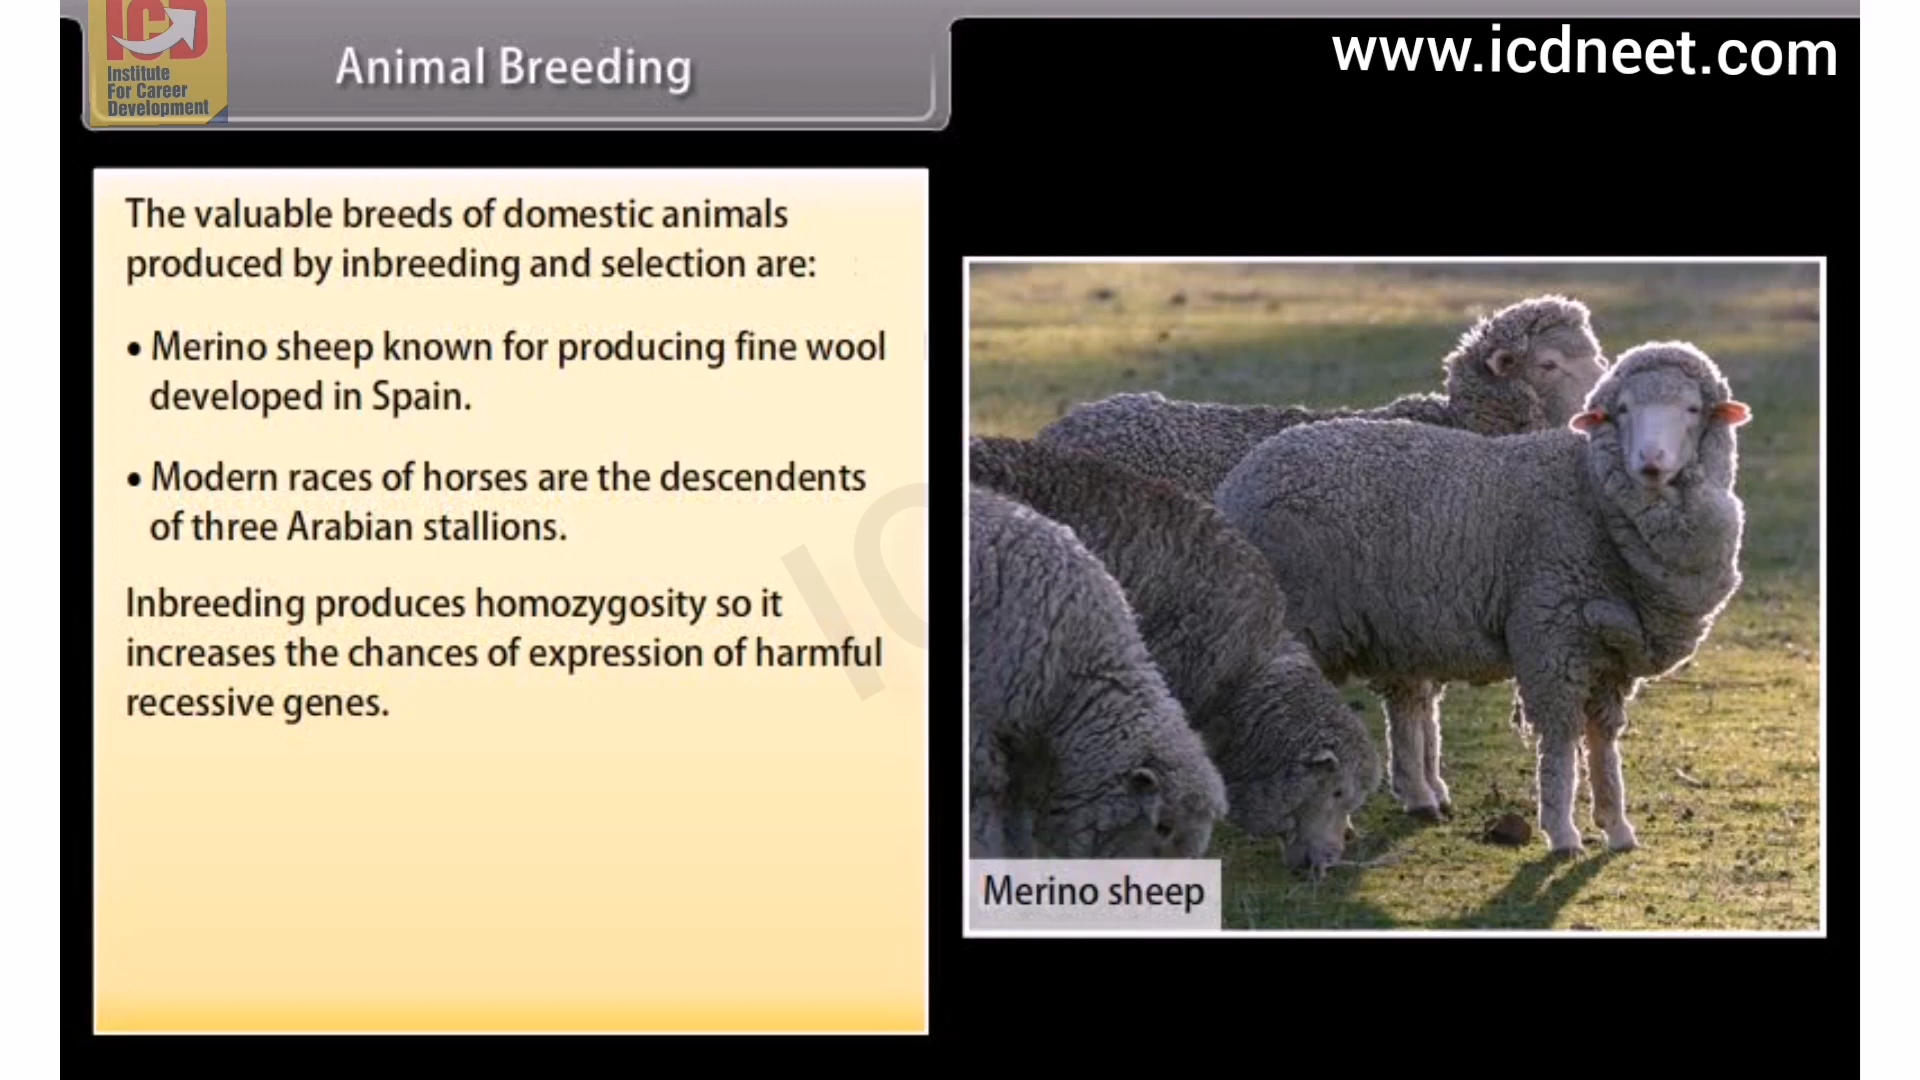 ICD
Institute
For Career
Development
Animal Breeding
www.icdneet.com
The valuable breeds of domestic animals
produced by inbreeding and selection are:
• Merino sheep known for producing fine wool
developed in Spain.
• Modern races of horses are the descendents
of three Arabian stallions.
Inbreeding produces homozygosity so it
increases the chances of expression of harmful
recessive genes.
IC
Merino sheep